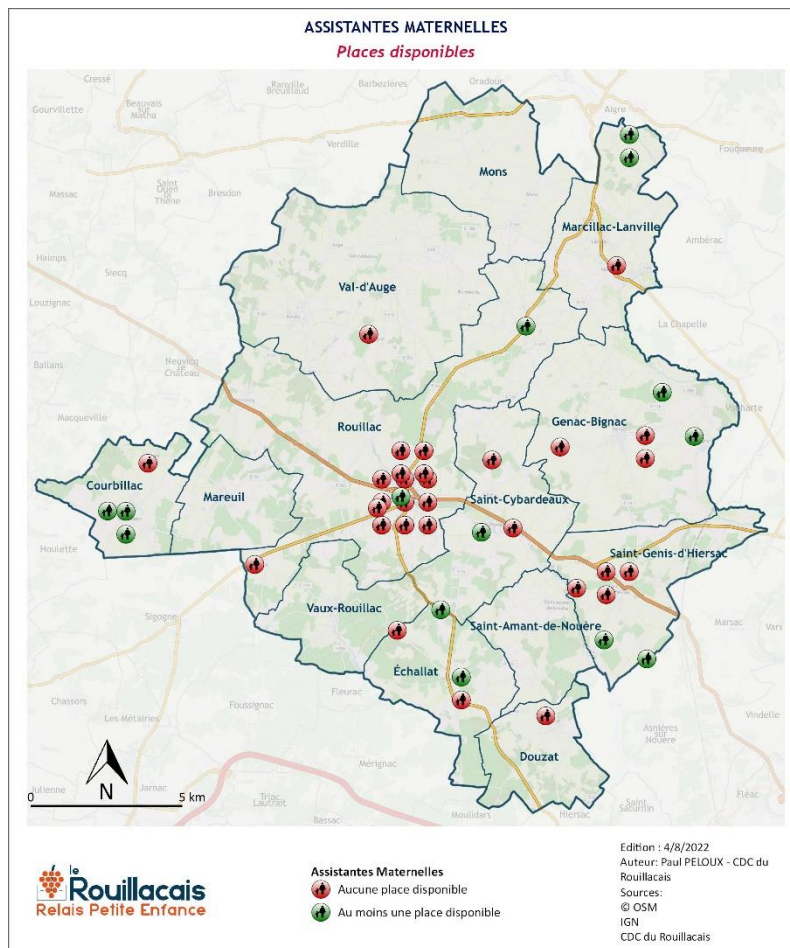 ASSISTANTES MATERNELLES
Places disponibles
Cressé
Ranville
Breuillaud
Barbezières
Oradour
Aigre
Gourvillette
Beauvais
sur
Matha
Verdille
Fouqueure
Mons
Massac
Saint
Ouen la
Thène
Bresdon
Marcillac-Lanville
Ambérac
Haimps
Siecq
Val-d'Auge
Louzignac
La Chapelle
Ballans
Neuvicq
le
Château
Vouharte
Macqueville
Rouillac
Genac-Bignac
Courbillac
Mareuil
Saint-Cybardeaux
Houlette
Saint-Genis-d'Hiersac
Vaux-Rouillac
Sigogne
Saint-Amant-de-Nouère
Marsac
Vars
Échallat
Chassors
Fleurac
Foussignac
Les Métairies
Vindelle
Asnières
sur
Nouère
Douzat
Mérignac
N
Julienne
Jarnac
Triac
Lautrait
Bassac
Moulidars
Hiersac
Saint
Saturnin
Fléac
0
5 km
le
Rouillacais
Relais Petite Enfance
Assistantes Maternelles
Aucune place disponible
Au moins une place disponible
Edition : 4/8/2022
Auteur: Paul PELOUX - CDC du
Rouillacais
Sources:
© OSM
IGN
CDC du Rouillacais